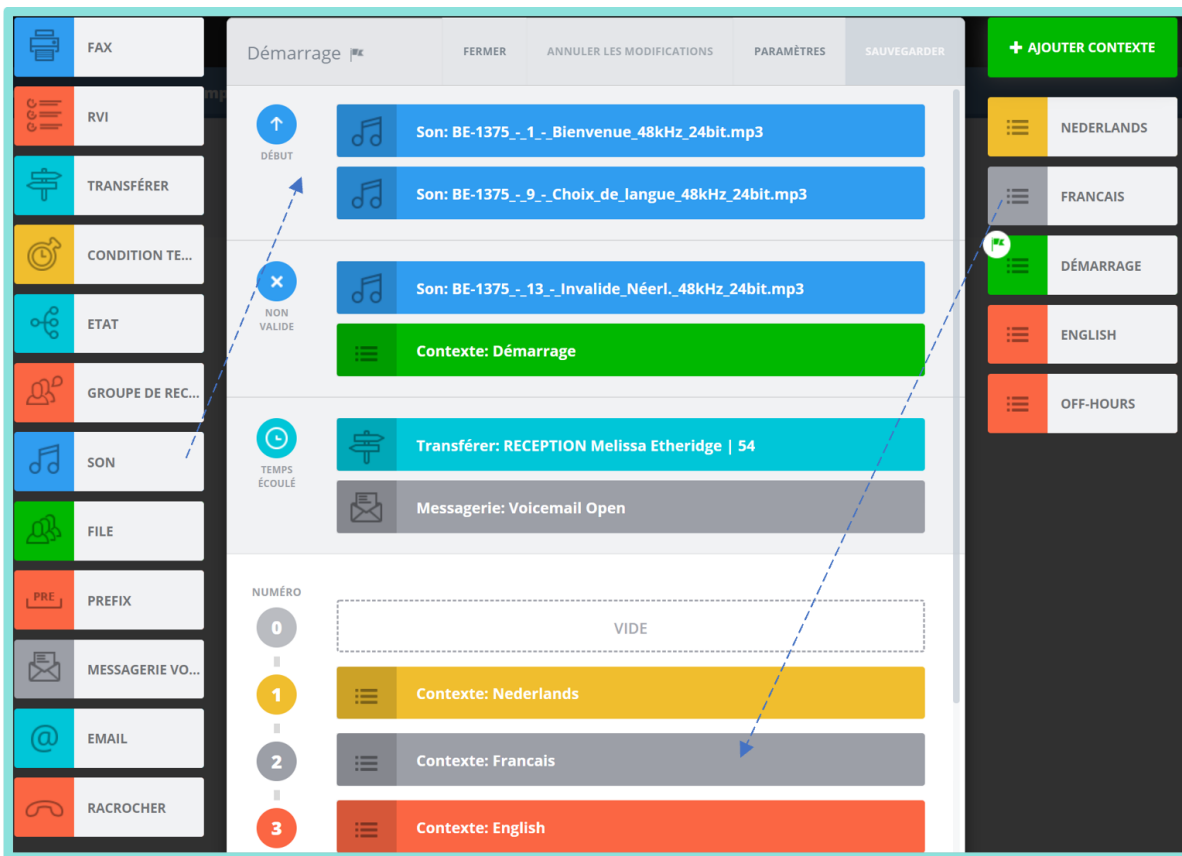 FAX
RVI
TRANSFÉRER
CONDITION TE...
ETAT
GROUPE DE REC...
SON
FILE
PRE
PREFIX
MESSAGERIE VO...
@
EMAIL
RACROCHER
Démarrage
FERMER
ANNULER LES MODIFICATIONS
PARAMÈTRES
SAUVEGARDER
DÉBUT
Son: BE-1375_-_1_-_Bienvenue_48kHz_24bit.mp3
Son: BE-1375_-_9_-_Choix_de_langue_48kHz_24bit.mp3
NON
VALIDE
Son: BE-1375_-_13_-_Invalide_Néerl._48kHz_24bit.mp3
Contexte: Démarrage
TEMPS
ÉCOULÉ
Transférer: RECEPTION Melissa Etheridge | 54
Messagerie: Voicemail Open
NUMÉRO
0
VIDE
1
Contexte: Nederlands
2
Contexte: Francais
3
Contexte: English
+ AJOUTER CONTEXTE
NEDERLANDS
FRANCAIS
DÉMARRAGE
ENGLISH
OFF-HOURS